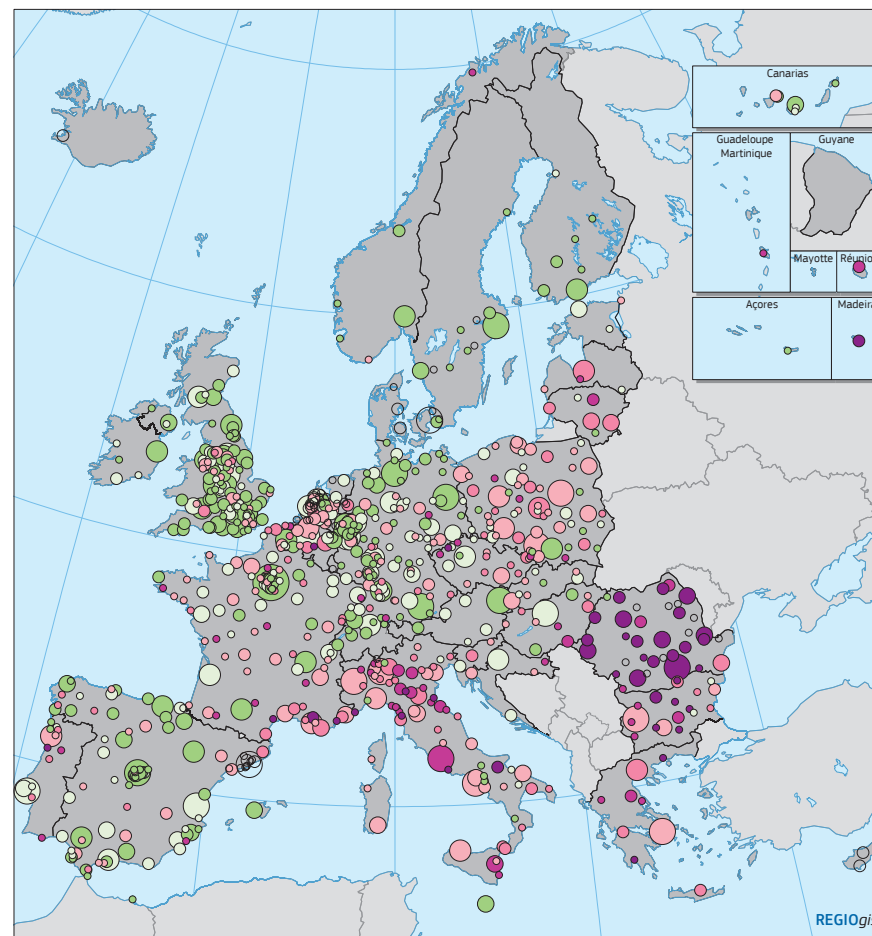 Canarias
Guadeloupe
Martinique
Guyane
Mayotte
Réunio
Açores
Madeira
REGIOgis